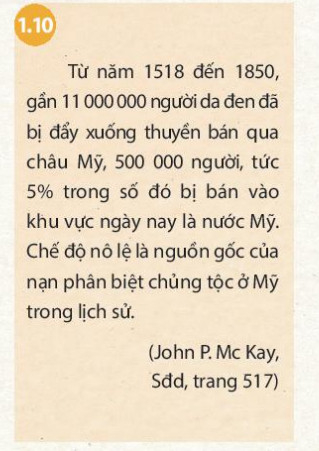 1.10
Từ năm 1518 đến 1850,
gần 11 000 000 người da đen đã
bị đẩy xuống thuyền bán qua
châu Mỹ, 500 000 người, tức
5% trong số đó bị bán vào
khu vực ngày nay là nước Mỹ.
Chế độ nô lệ là nguồn gốc của
nạn phân biệt chủng tộc ở Mỹ
trong lịch sử.
(John P. Mc Kay,
Sđd, trang 517)